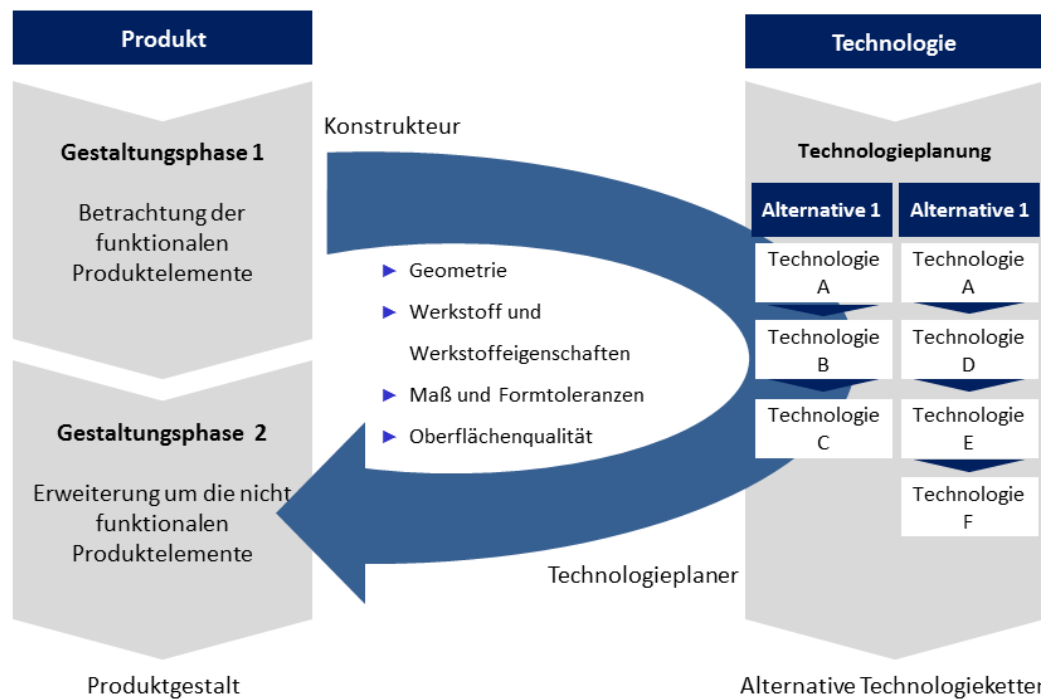 Produkt
Gestaltungsphase 1
Betrachtung der
funktionalen
Produktelemente
Gestaltungsphase 2
Erweiterung um die nicht
funktionalen
Produktelemente
Produktgestalt
Konstrukteur
► Geometrie
► Werkstoff und
Werkstoffeigenschaften
► Maß und Formtoleranzen
► Oberflächenqualität
Technologieplaner
Technologie
Technologieplanung
Alternative 1
Technologie
A
Technologie
B
Technologie
C
Alternative 1
Technologie
A
Technologie
D
Technologie
E
Technologie
F
Alternative Technologieketten